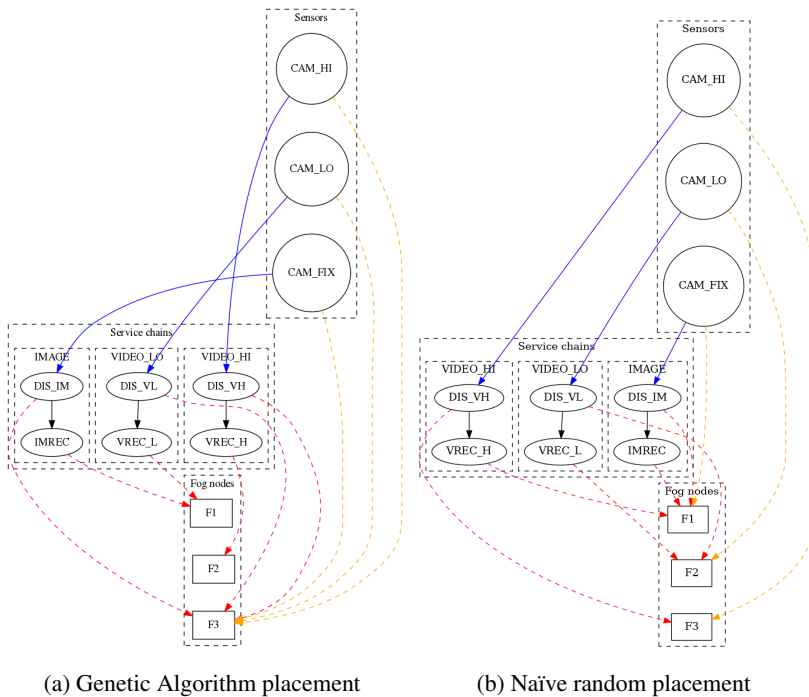 Sensors
CAM_HI
CAM_LO
CAM_FIX
Service chains
IMAGE VIDEO_LO VIDEO_HI
DIS_IM DIS_VL DIS_VH
IMREC VREC_L VREC_H
Fog nodes
F1
F2
F3
(a) Genetic Algorithm placement
Sensors
CAM_HI
CAM_LO
CAM_FIX
Service chains
VIDEO_HI VIDEO_LO IMAGE
DIS_VH DIS_VL DIS_IM
VREC_H VREC_L IMREC
Fog nodes
F1
F2
F3
(b) Naïve random placement